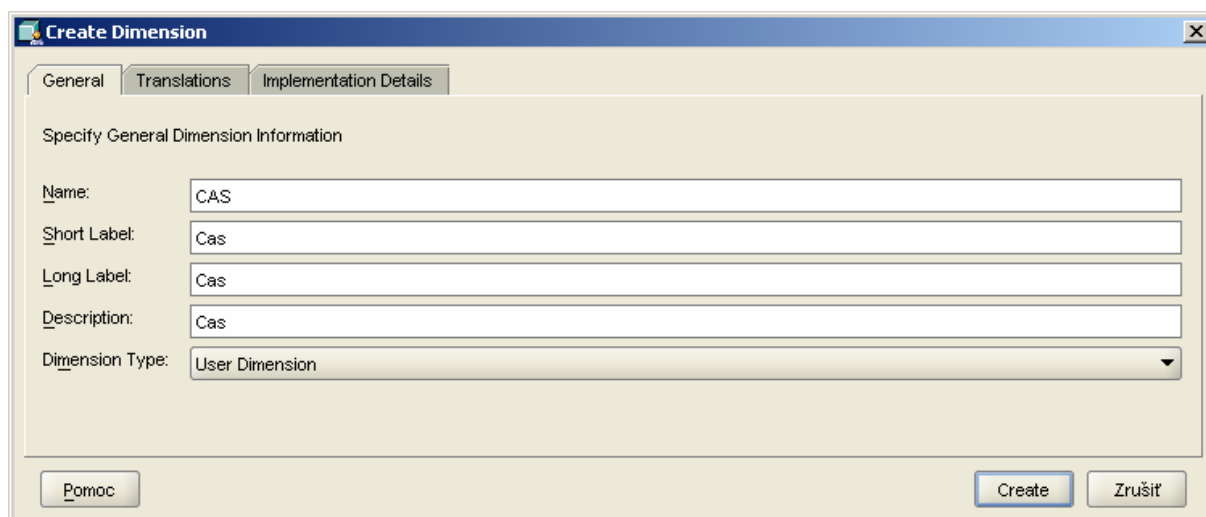 Create Dimension
General Translations Implementation Details
Specify General Dimension Information
Name: CAS
Short Label: Cas
Long Label: Cas
Description: Cas
Dimension Type: User Dimension
Pomoc Create Zrušiť